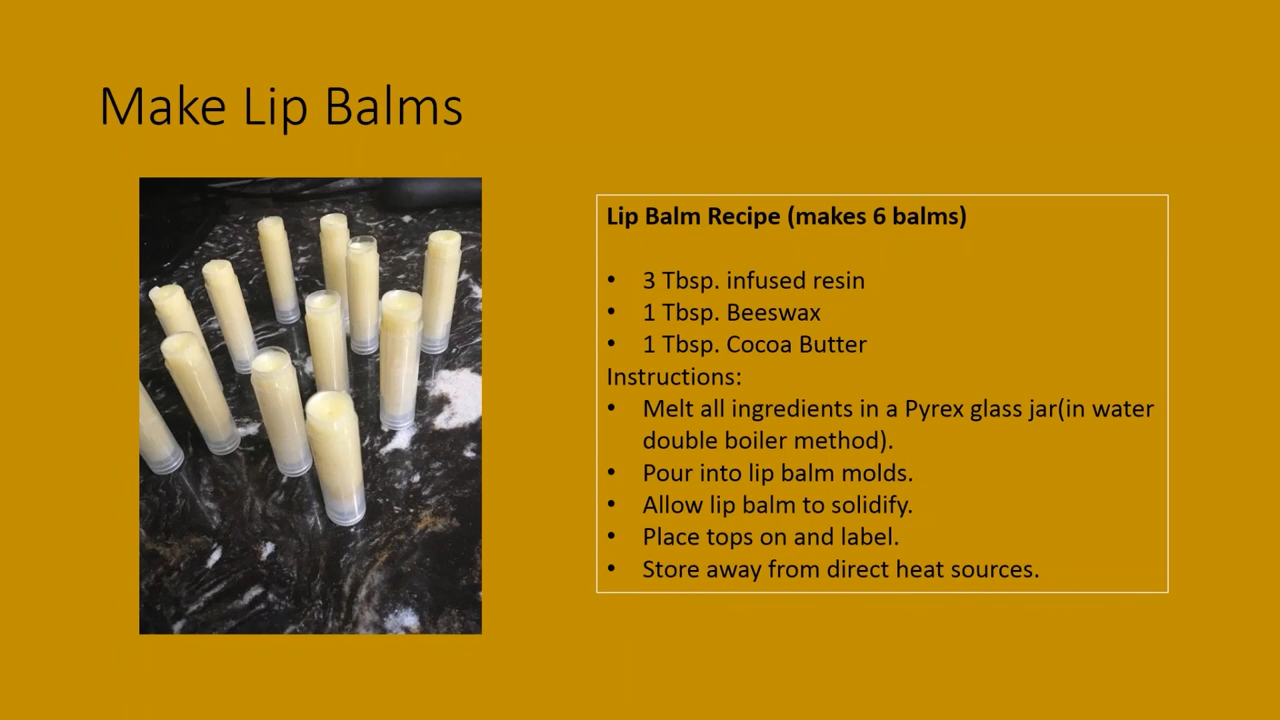 Make Lip Balms
Lip Balm Recipe (makes 6 balms)
• 3 Tbsp. infused resin
• 1 Tbsp. Beeswax
• 1 Tbsp. Cocoa Butter
Instructions:
• Melt all ingredients in a Pyrex glass jar(in water
double boiler method).
• Pour into lip balm molds.
• Allow lip balm to solidify.
• Place tops on and label.
• Store away from direct heat sources.